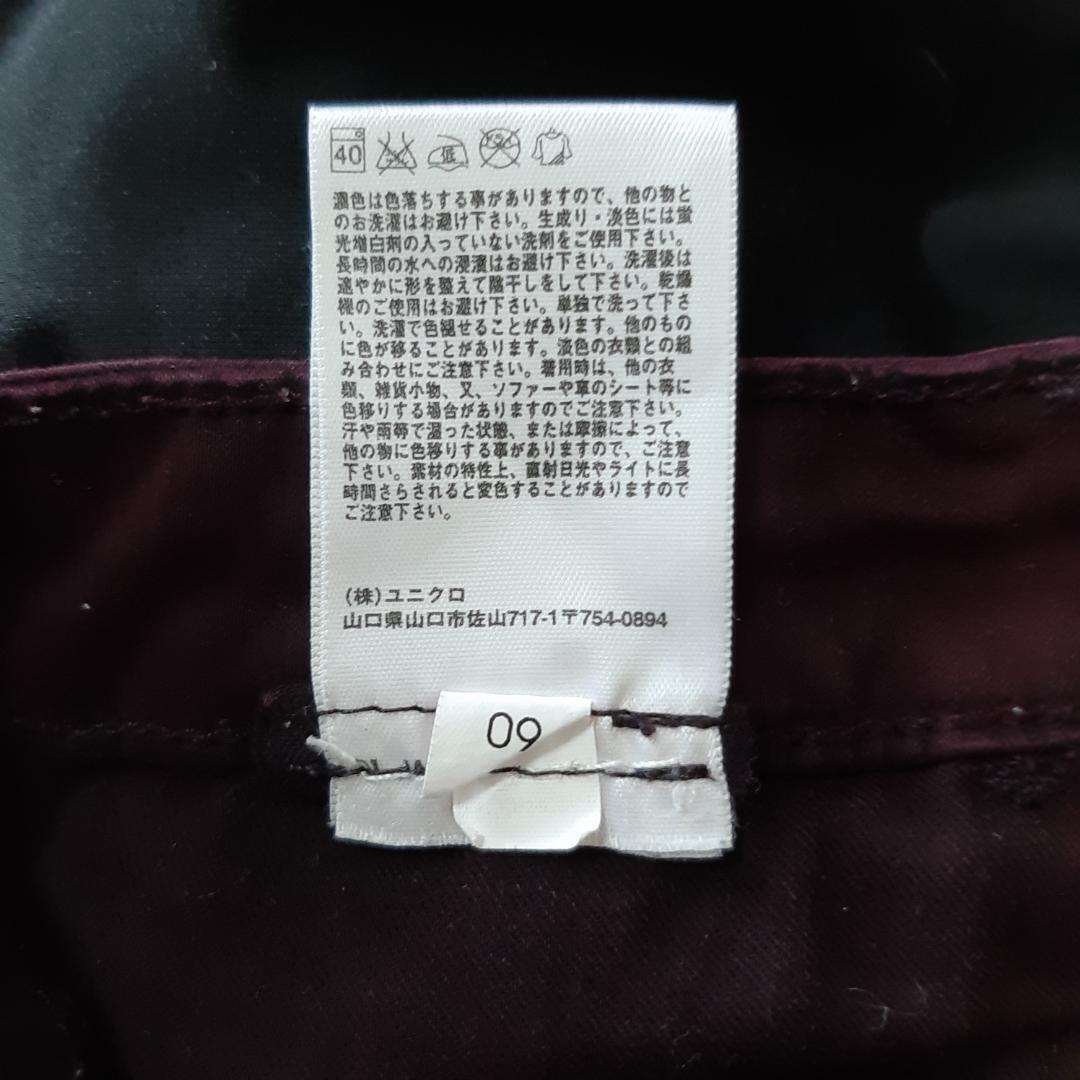 40 低
濃色は色落ちする事がありますので、他の物と
のお洗濯はお避け下さい。生成り・淡色には蛍
光増白剤の入っていない洗剤をご使用下さい。
長時間の水への浸漬はお避け下さい。洗濯後は
速やかに形を整えて陰干しをして下さい。乾燥
機のご使用はお避け下さい。単独で洗って下さ
い。洗濯で色褪せることがあります。他のもの
に色が移ることがあります。淡色の衣類との組
み合わせにご注意下さい。着用時は、他の衣
類、雑貨小物、又、ソファーや車のシート等に
色移りする場合がありますのでご注意下さい。
汗や雨等で湿った状態、または摩擦によって、
他の物に色移りする事がありますので、ご注意
下さい。素材の特性上、直射日光やライトに長
時間さらされると変色することがありますので
ご注意下さい。
(株)ユニクロ
山口県山口市佐山717-1〒754-0894
09